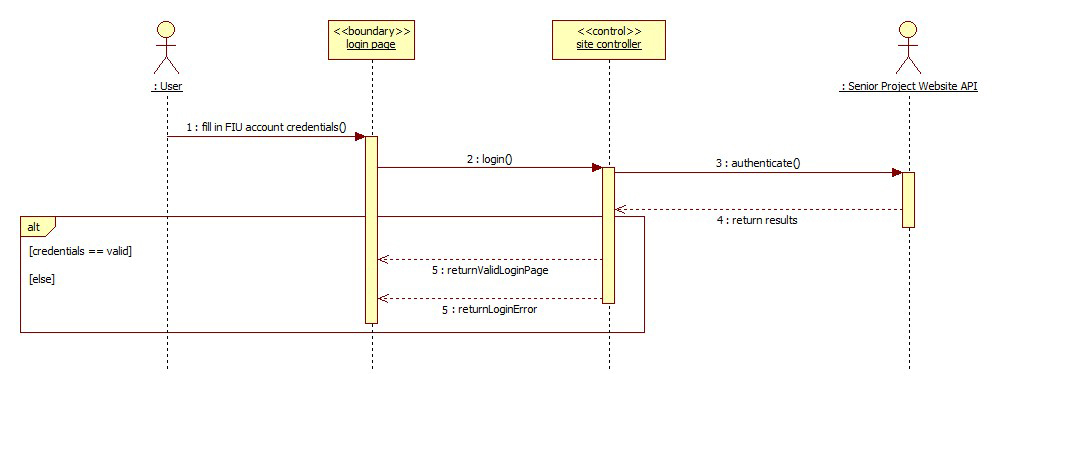 <<boundary>>
login page
<<control>>
site controller
: User
: Senior Project Website API
1 : fill in FIU account credentials()
2 : login()
3 : authenticate()
4 : return results
alt
[credentials == valid]
5 : returnValidLoginPage
[else]
5 : returnLoginError